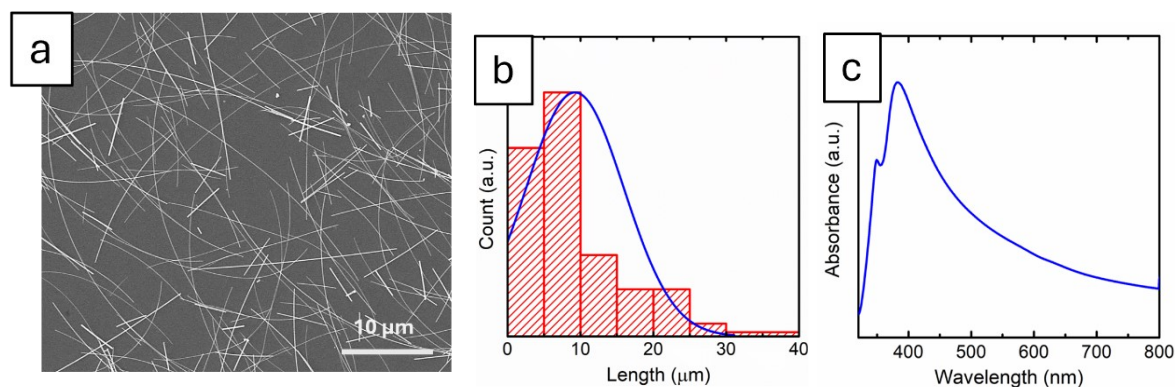 a
10 µm
b
Count (a.u.)
0
10
20
30
40
Length (µm)
c
Absorbance (a.u.)
400
500
600
700
800
Wavelength (nm)